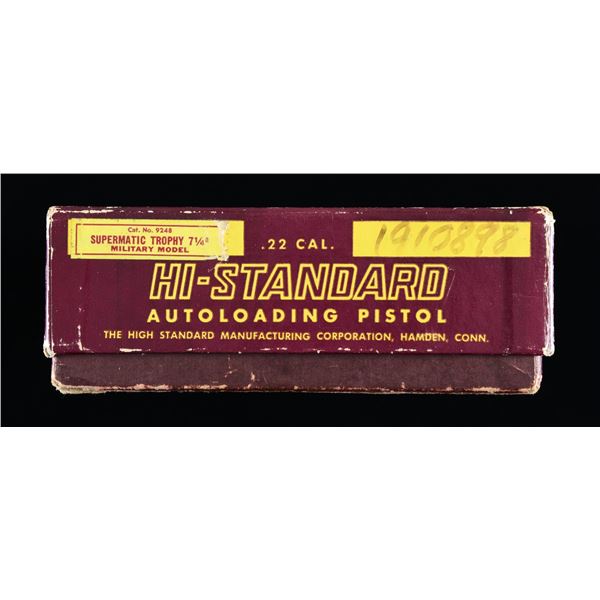 Cat. No. 9248
SUPERMATIC TROPHY 7¼"
MILITARY MODEL
.22 CAL.
1910898
HI-STANDARD
AUTOLOADING PISTOL
THE HIGH STANDARD MANUFACTURING CORPORATION, HAMDEN, CONN.